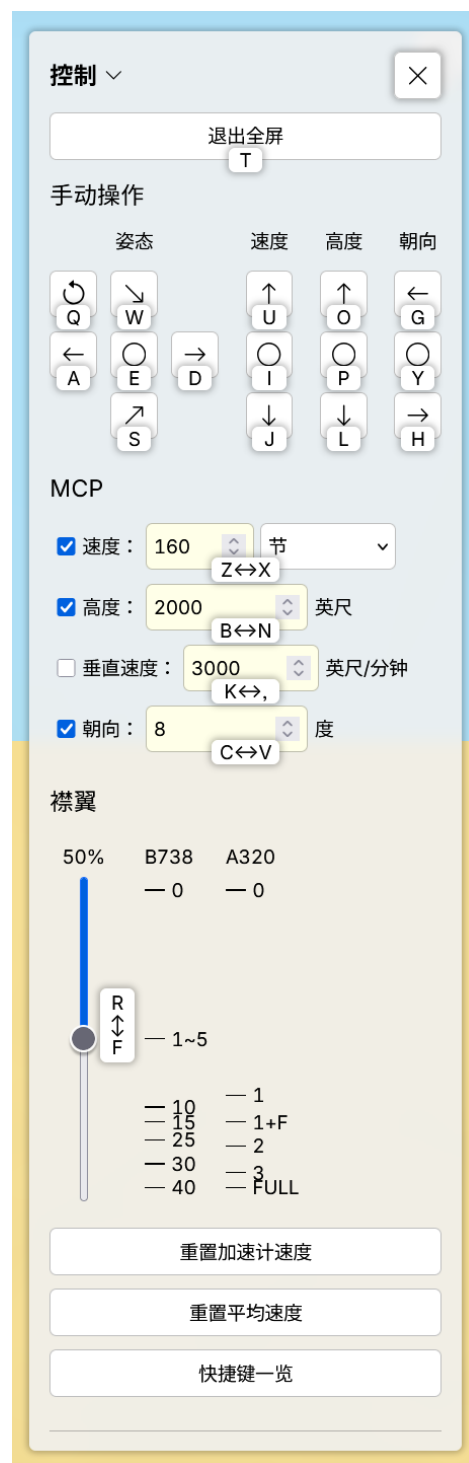 控制
退出全屏
T
手动操作
姿态 速度 高度 朝向
Q W U O G
A E D I P Y
S J L H
MCP
速度： 160 节
Z↔X
高度： 2000 英尺
B↔N
垂直速度： 3000 英尺/分钟
K↔,
朝向： 8 度
C↔V
襟翼
50% B738 A320
0 0
R
↕
F
1~5
1
10
15 1+F
25 2
30 3
40 FULL
重置加速计速度
重置平均速度
快捷键一览